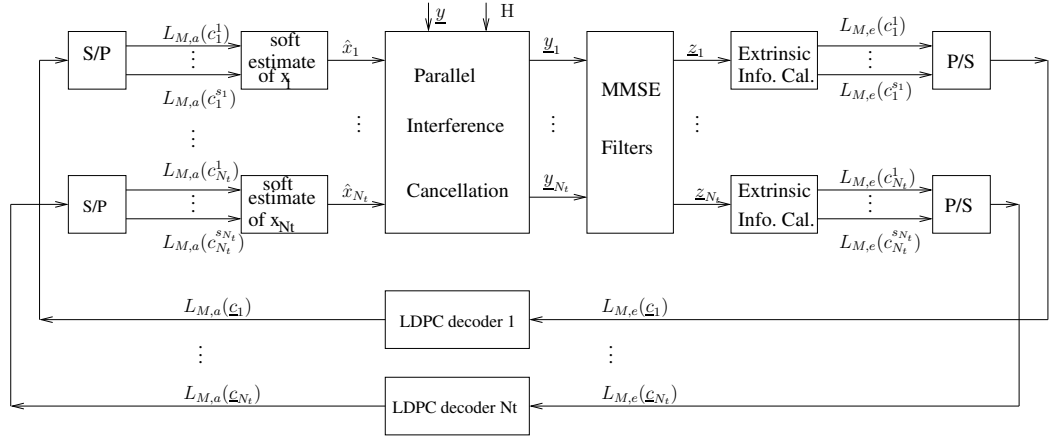 y H
S/P L_{M,a}(c_1^1) soft estimate of x_1 \hat{x}_1 Parallel y_1 MMSE z_1 Extrinsic Info. Cal. L_{M,e}(c_1^1) P/S
⋮ ⋮
L_{M,a}(c_1^{s_1}) L_{M,e}(c_1^{s_1})
⋮ ⋮ Interference ⋮ Filters ⋮ ⋮
S/P L_{M,a}(c_{N_t}^1) soft estimate of x_{Nt} \hat{x}_{N_t} Cancellation y_{N_t} z_{N_t} Extrinsic Info. Cal. L_{M,e}(c_{N_t}^1) P/S
⋮ ⋮
L_{M,a}(c_{N_t}^{s_{N_t}}) L_{M,e}(c_{N_t}^{s_{N_t}})
L_{M,a}(c_1) LDPC decoder 1 L_{M,e}(c_1)
⋮ ⋮
L_{M,a}(c_{N_t}) LDPC decoder Nt L_{M,e}(c_{N_t})